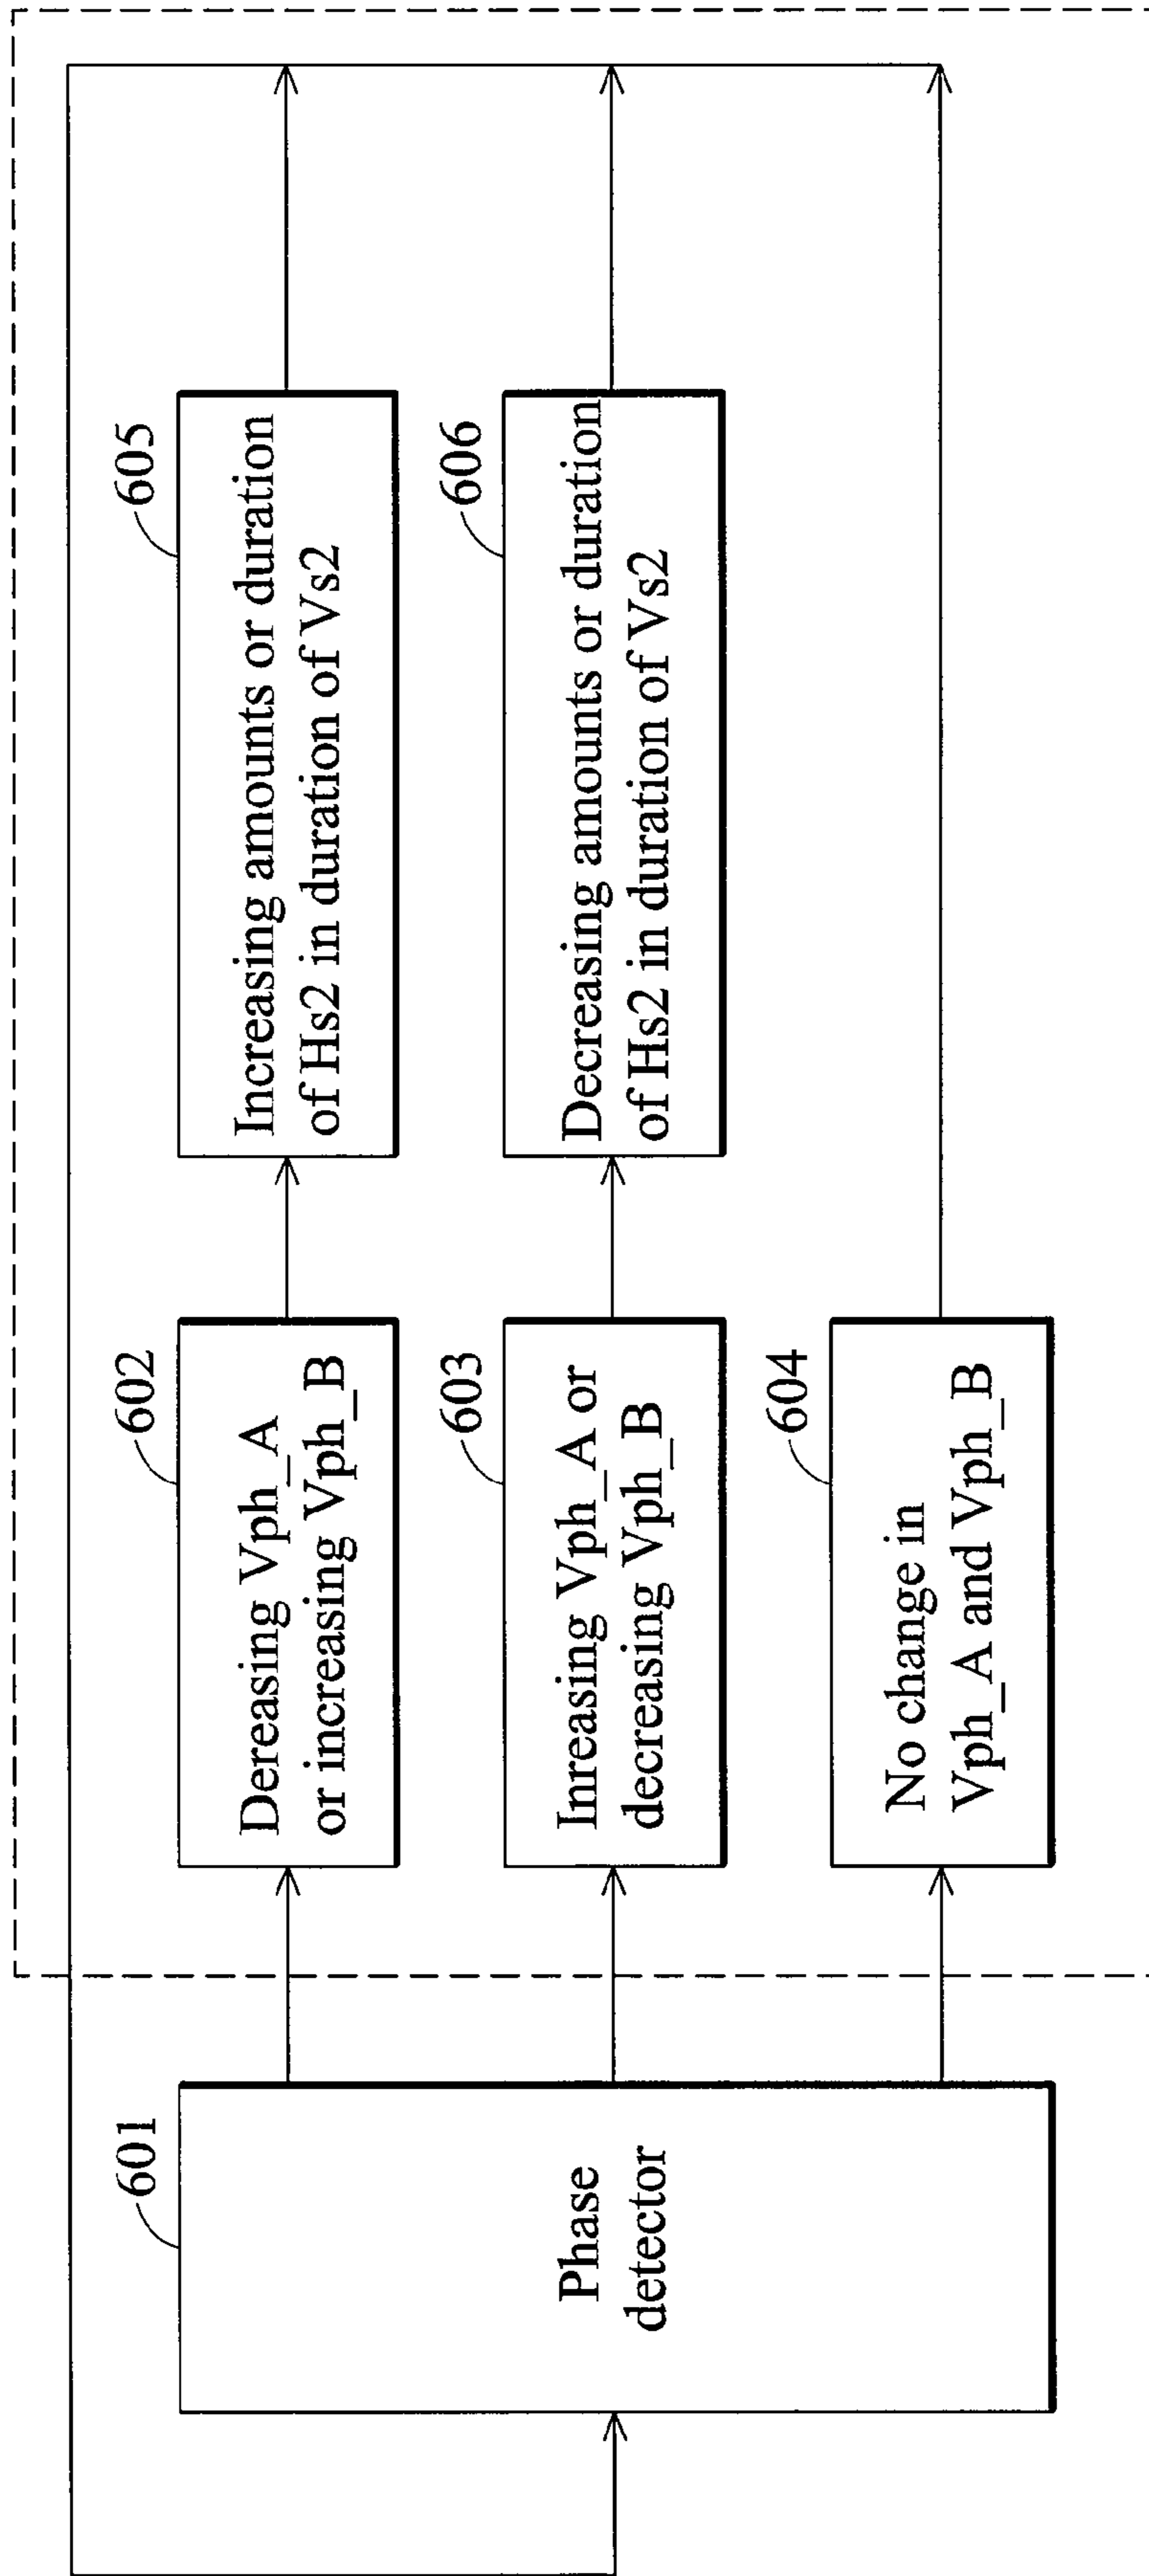 601
Phase
detector
602
Dereasing Vph_A
or increasing Vph_B
603
Inreasing Vph_A or
decreasing Vph_B
604
No change in
Vph_A and Vph_B
605
Increasing amounts or duration
of Hs2 in duration of Vs2
606
Decreasing amounts or duration
of Hs2 in duration of Vs2